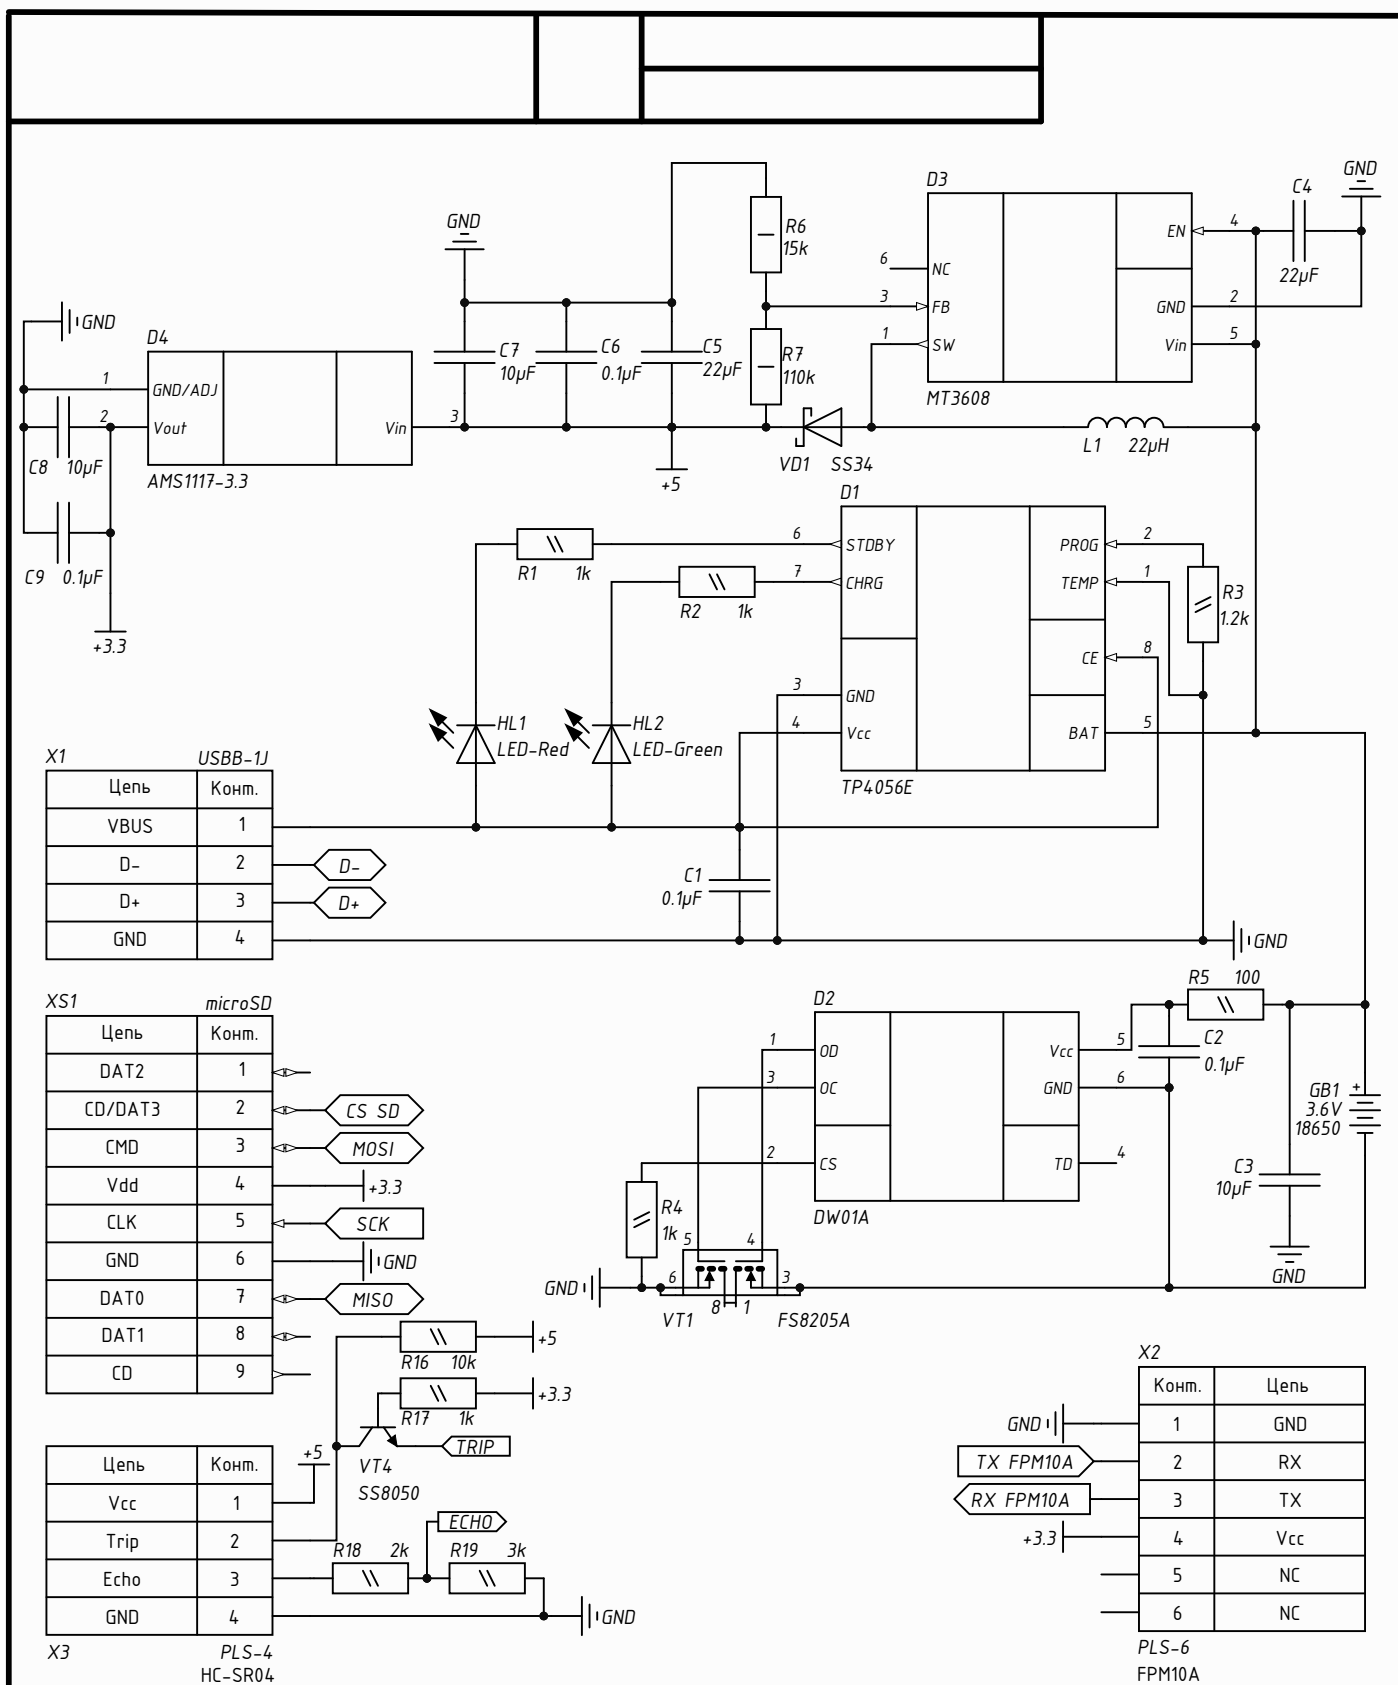 D3
GND
C4
22µF
EN
4
GND
R6
15k
6
NC
3
FB
GND
2
1
SW
Vin
5
MT3608
GND
D4
C7
10µF
C6
0.1µF
C5
22µF
R7
110k
1
GND/ADJ
2
Vout
Vin
3
C8
10µF
AMS1117-3.3
+5
VD1
SS34
L1
22µH
C9
0.1µF
+3.3
D1
R1
1k
6
STDBY
PROG
2
R2
1k
7
CHRG
TEMP
1
R3
1.2k
CE
8
3
GND
4
Vcc
BAT
5
TP4056E
HL1
LED-Red
HL2
LED-Green
X1
USBB-1J
Цепь
Конт.
VBUS
1
D-
2
D-
D+
3
D+
GND
4
C1
0.1µF
GND
XS1
microSD
Цепь
Конт.
DAT2
1
CD/DAT3
2
CS SD
CMD
3
MOSI
Vdd
4
+3.3
CLK
5
SCK
GND
6
GND
DAT0
7
MISO
DAT1
8
CD
9
D2
R5
100
1
OD
Vcc
5
C2
0.1µF
3
OC
GND
6
2
CS
TD
4
DW01A
GB1
+
3.6V
18650
C3
10µF
GND
R4
1k
5
4
GND
6
3
8
1
VT1
FS8205A
R16
10k
+5
R17
1k
+3.3
TRIP
VT4
SS8050
+5
Цепь
Конт.
Vcc
1
Trip
2
Echo
3
GND
4
X3
PLS-4
HC-SR04
ECHO
R18
2k
R19
3k
GND
X2
Конт.
Цепь
GND
1
GND
TX FPM10A
2
RX
RX FPM10A
3
TX
+3.3
4
Vcc
5
NC
6
NC
PLS-6
FPM10A